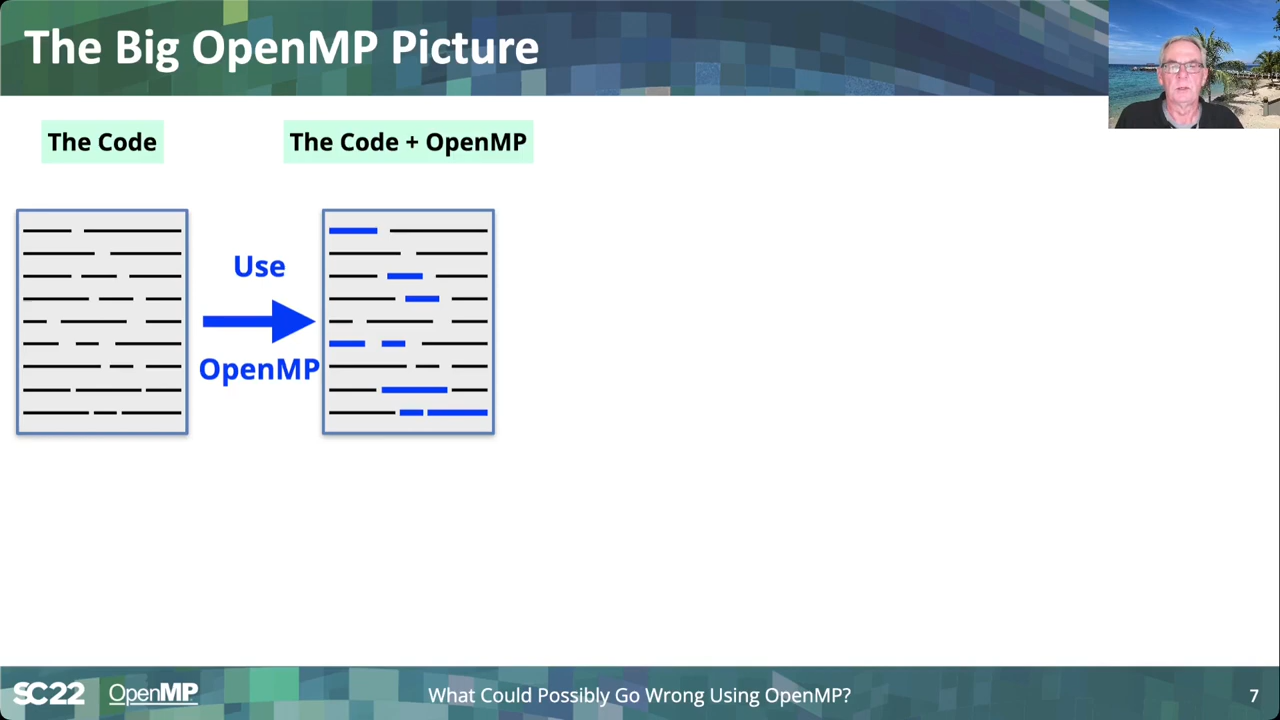 The Big OpenMP Picture
The Code
The Code + OpenMP
Use
OpenMP
SC22
OpenMP
What Could Possibly Go Wrong Using OpenMP?
7